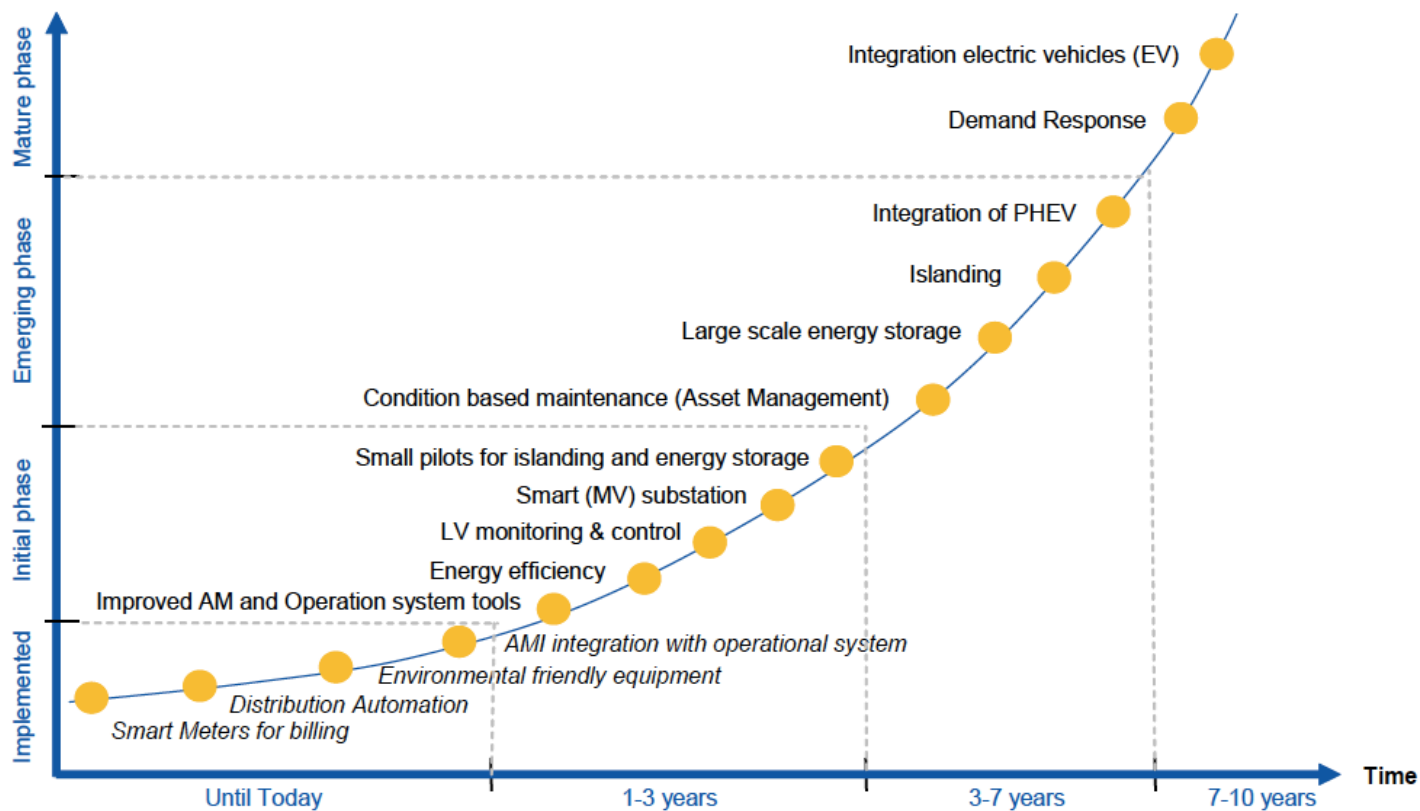 Mature phase
Emerging phase
Initial phase
Implemented
Integration electric vehicles (EV)
Demand Response
Integration of PHEV
Islanding
Large scale energy storage
Condition based maintenance (Asset Management)
Small pilots for islanding and energy storage
Smart (MV) substation
LV monitoring & control
Energy efficiency
Improved AM and Operation system tools
AMI integration with operational system
Environmental friendly equipment
Distribution Automation
Smart Meters for billing
Time
Until Today
1-3 years
3-7 years
7-10 years